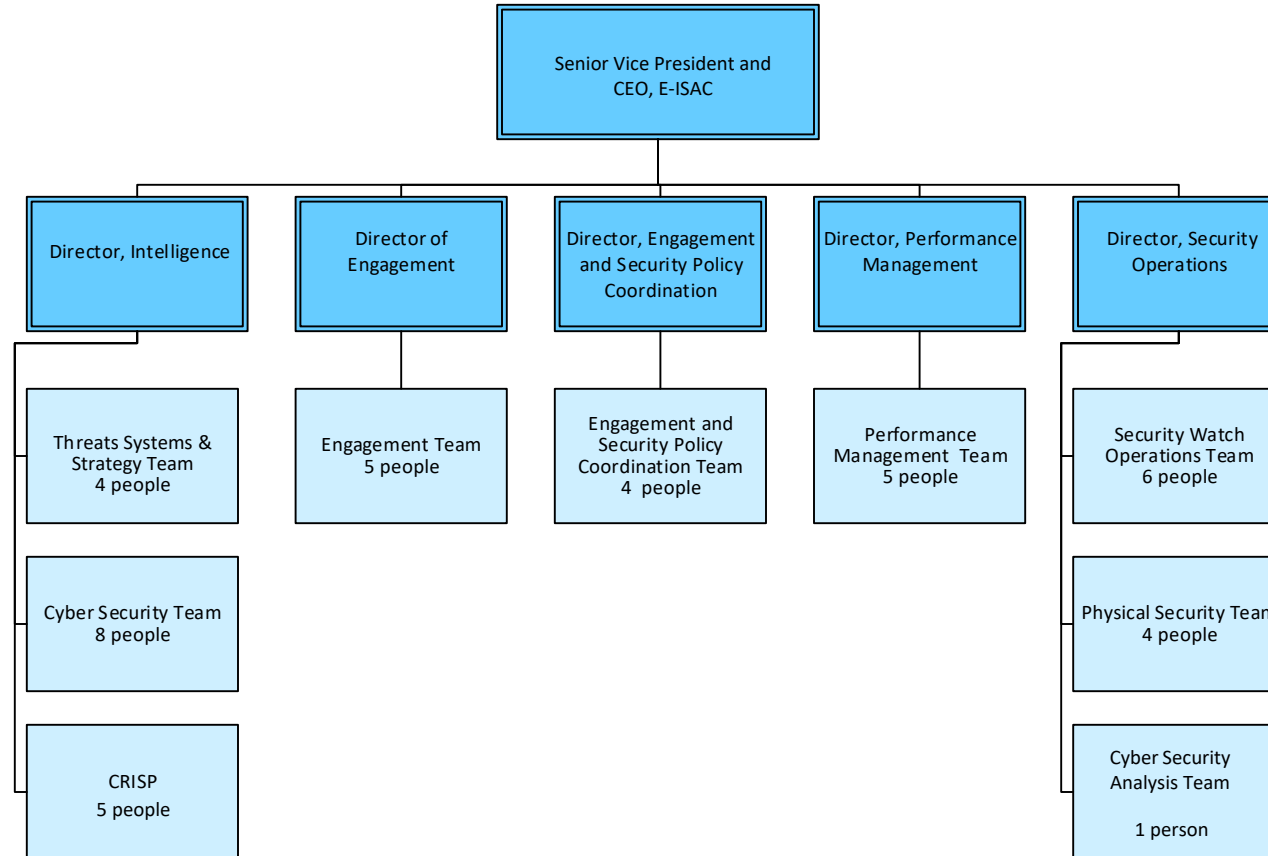 Senior Vice President and
CEO, E-ISAC
Director, Intelligence
Director of
Engagement
Director, Engagement
and Security Policy
Coordination
Director, Performance
Management
Director, Security
Operations
Threats Systems &
Strategy Team
4 people
Engagement Team
5 people
Engagement and
Security Policy
Coordination Team
4 people
Performance
Management Team
5 people
Security Watch
Operations Team
6 people
Cyber Security Team
8 people
Physical Security Team
4 people
CRISP
5 people
Cyber Security
Analysis Team
1 person